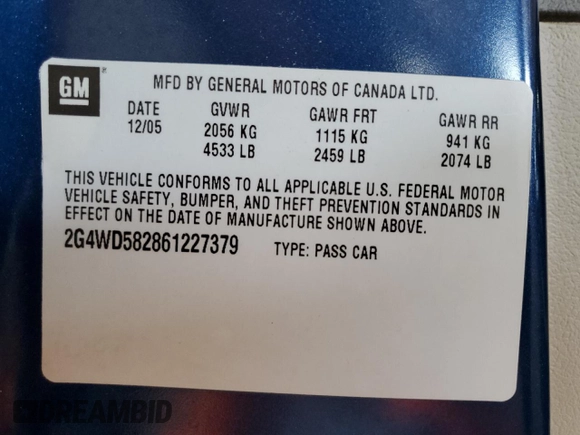 GM
MFD BY GENERAL MOTORS OF CANADA LTD.
DATE GVWR GAWR FRT GAWR RR
12/05 2056 KG 1115 KG 941 KG
4533 LB 2459 LB 2074 LB
THIS VEHICLE CONFORMS TO ALL APPLICABLE U.S. FEDERAL MOTOR
VEHICLE SAFETY, BUMPER, AND THEFT PREVENTION STANDARDS IN
EFFECT ON THE DATE OF MANUFACTURE SHOWN ABOVE.
2G4WD582861227379 TYPE: PASS CAR
DREAMBID